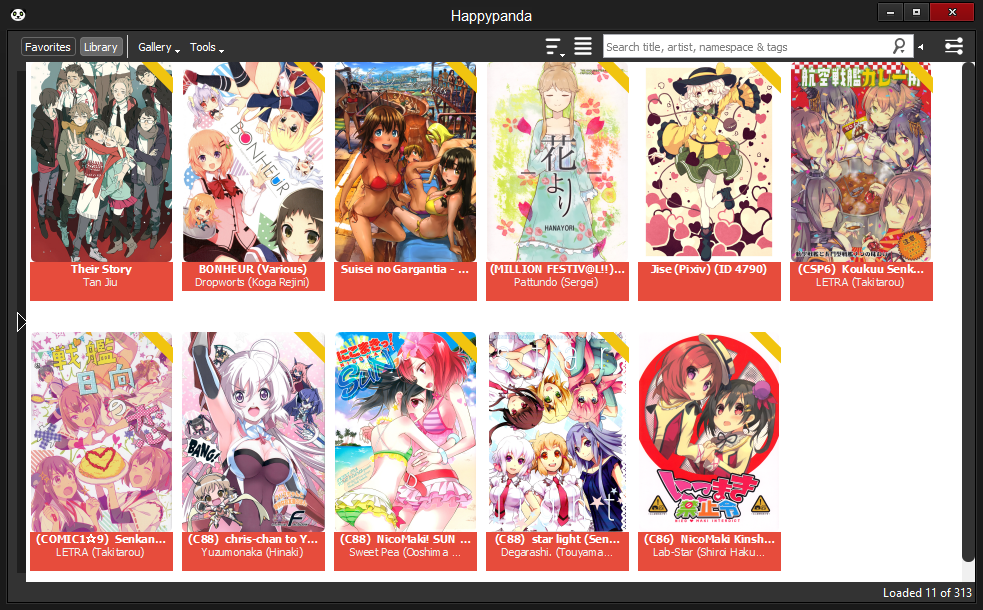 Happypanda
Favorites Library Gallery Tools
Search title, artist, namespace & tags
BONHEUR
花より
HANAYORI
航空戦艦カレー
Their Story
Tan Jiu
BONHEUR (Various)
Dropworts (Koga Rejini)
Suisei no Gargantia - ...
(MILLION FESTIV@L!!)...
Pattundo (Sergei)
Jise (Pixiv) (ID 4790)
(CSP6) Koukuu Senk...
LETRA (Takitarou)
戦艦
日向
の
BANG!
にこまきっ!
SUN
にこまき
禁止令
NICO♥MAKI INTERDICT
(COMIC1☆9) Senkan...
LETRA (Takitarou)
(C88) chris-chan to Y...
Yuzumonaka (Hinaki)
(C88) NicoMaki! SUN ...
Sweet Pea (Ooshima ...
(C88) star light (Sen...
Degarashi. (Touyama...
(C86) NicoMaki Kinsh...
Lab-Star (Shiroi Haku...
Loaded 11 of 313